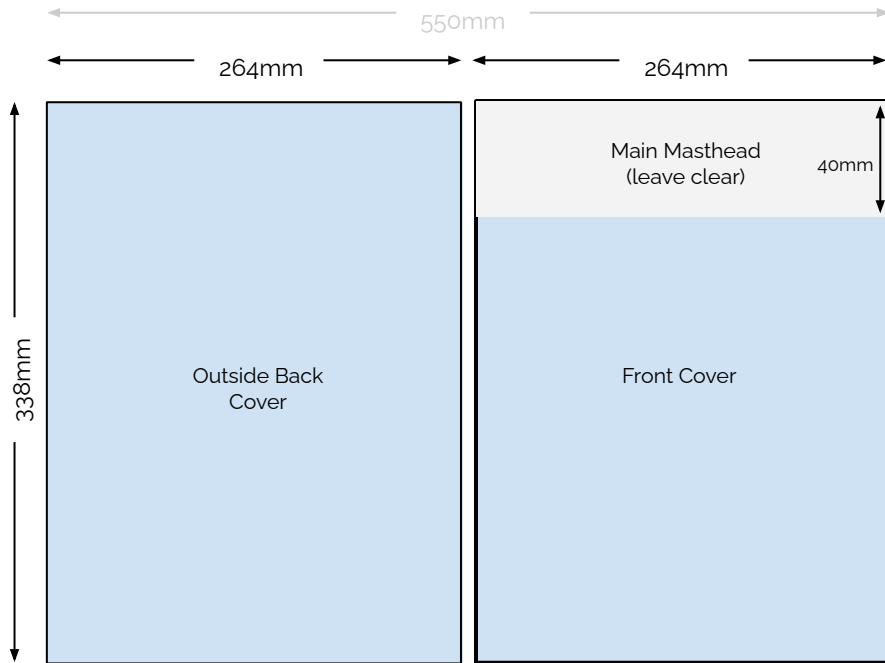 550mm
264mm
264mm
Main Masthead
(leave clear)
40mm
338mm
Outside Back
Cover
Front Cover